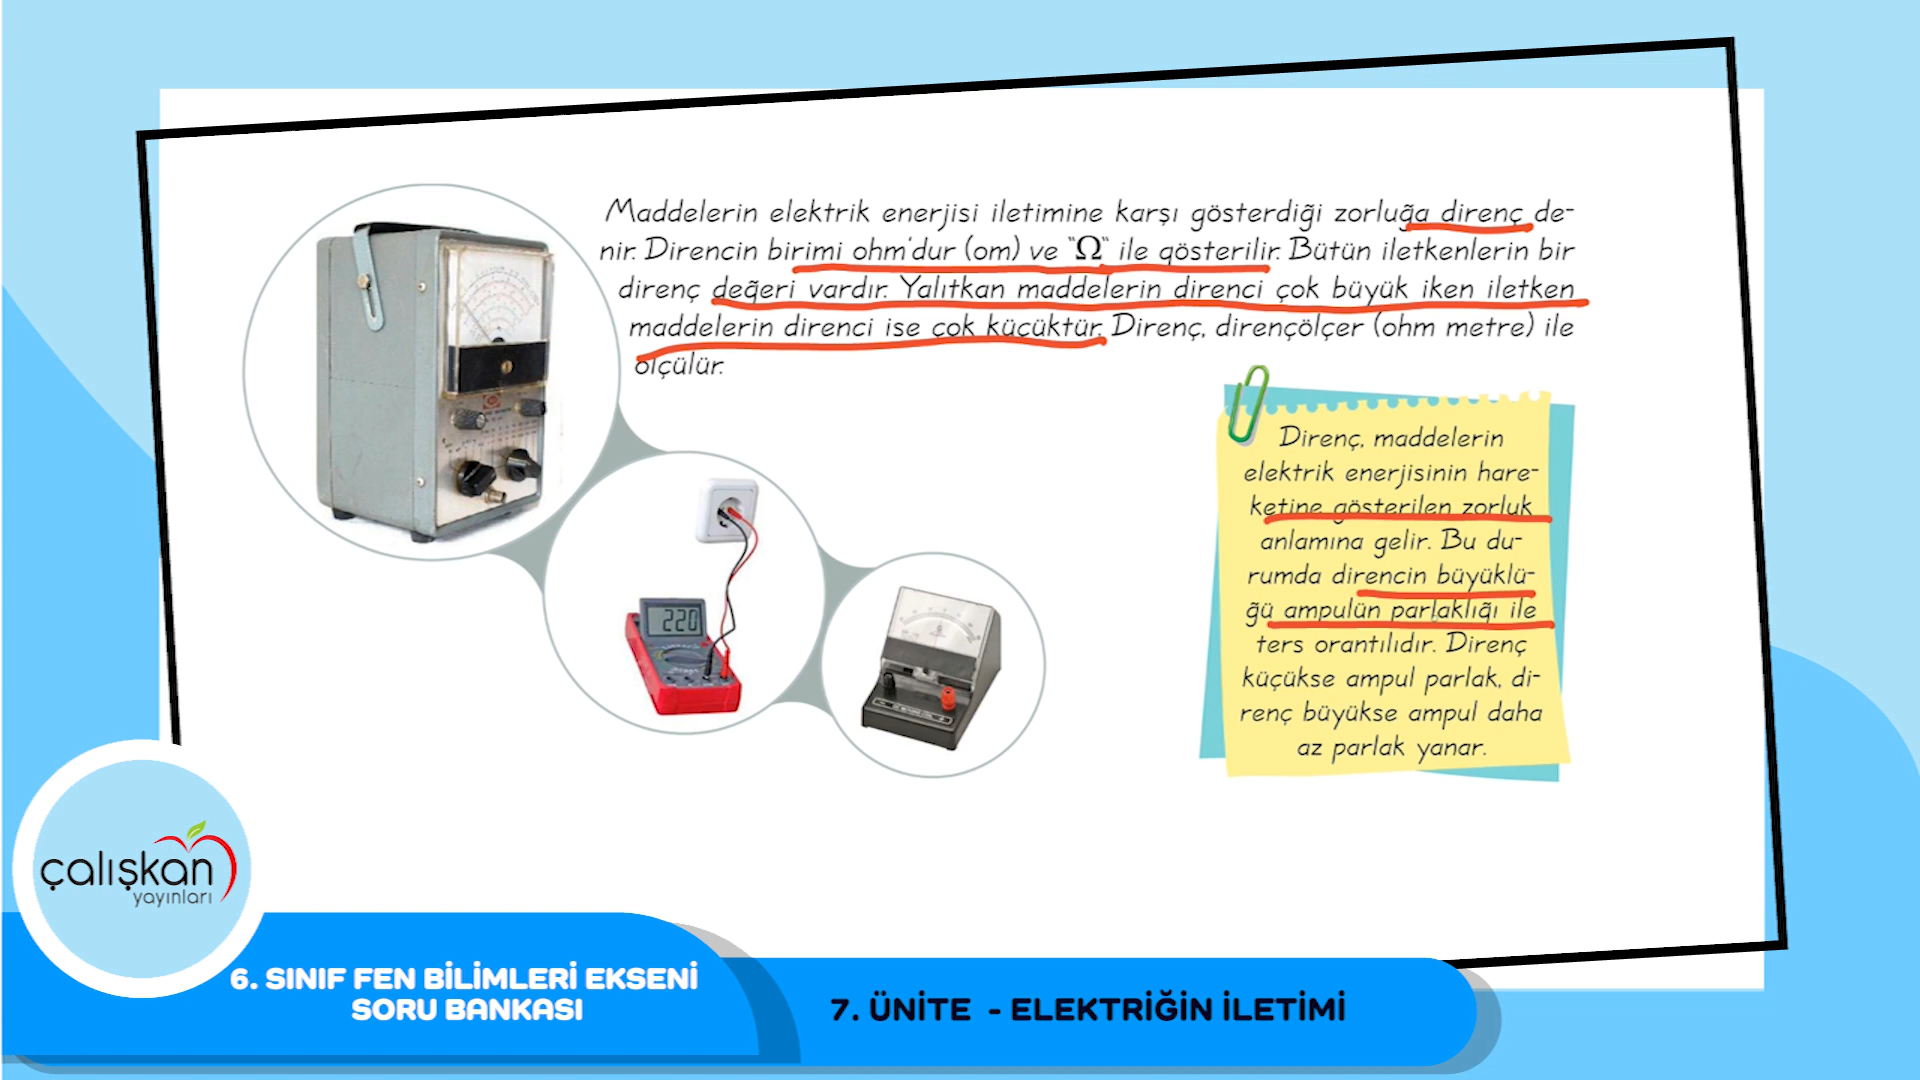 Maddelerin elektrik enerjisi iletimine karşı gösterdiği zorluğa direnç de-
nir. Direncin birimi ohm'dur (om) ve "Ω" ile gösterilir. Bütün iletkenlerin bir
direnç değeri vardır. Yalıtkan maddelerin direnci çok büyük iken iletken
maddelerin direnci ise çok küçüktür. Direnç, dirençölçer (ohm metre) ile
ölçülür.
220
Direnç, maddelerin
elektrik enerjisinin hare-
ketine gösterilen zorluk
anlamına gelir. Bu du-
rumda direncin büyüklü-
ğü ampulün parlaklığı ile
ters orantılıdır. Direnç
küçükse ampul parlak, di-
renç büyükse ampul daha
az parlak yanar.
çalışkan
yayınları
6. SINIF FEN BİLİMLERİ EKSENİ
SORU BANKASI
7. ÜNİTE - ELEKTRİĞİN İLETİMİ